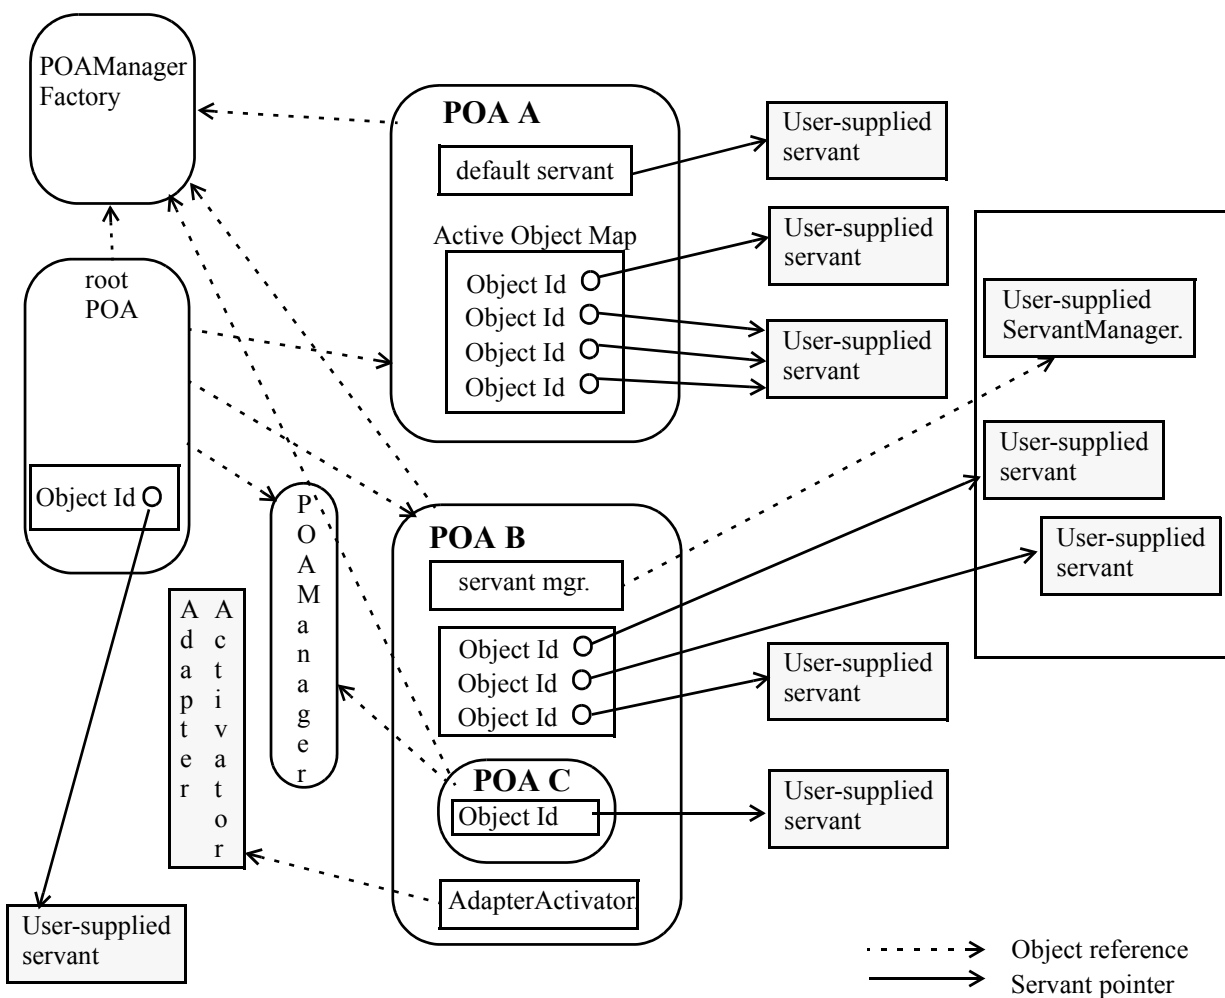 POAManager
Factory
POA A
default servant
Active Object Map
Object Id
Object Id
Object Id
Object Id
User-supplied
servant
User-supplied
servant
User-supplied
servant
User-supplied
ServantManager.
User-supplied
servant
User-supplied
servant
root
POA
Object Id
POAManager
Adapter
Activator
POA B
servant mgr.
Object Id
Object Id
Object Id
User-supplied
servant
POA C
Object Id
User-supplied
servant
AdapterActivator.
User-supplied
servant
Object reference
Servant pointer